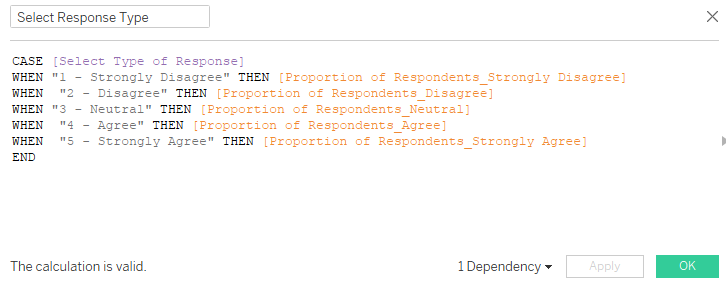 Select Response Type
CASE [Select Type of Response]
WHEN "1 - Strongly Disagree" THEN [Proportion of Respondents_Strongly Disagree]
WHEN  "2 - Disagree" THEN [Proportion of Respondents_Disagree]
WHEN "3 - Neutral" THEN [Proportion of Respondents_Neutral]
WHEN  "4 - Agree" THEN [Proportion of Respondents_Agree]
WHEN  "5 - Strongly Agree" THEN [Proportion of Respondents_Strongly Agree]
END
The calculation is valid.
1 Dependency
Apply
OK